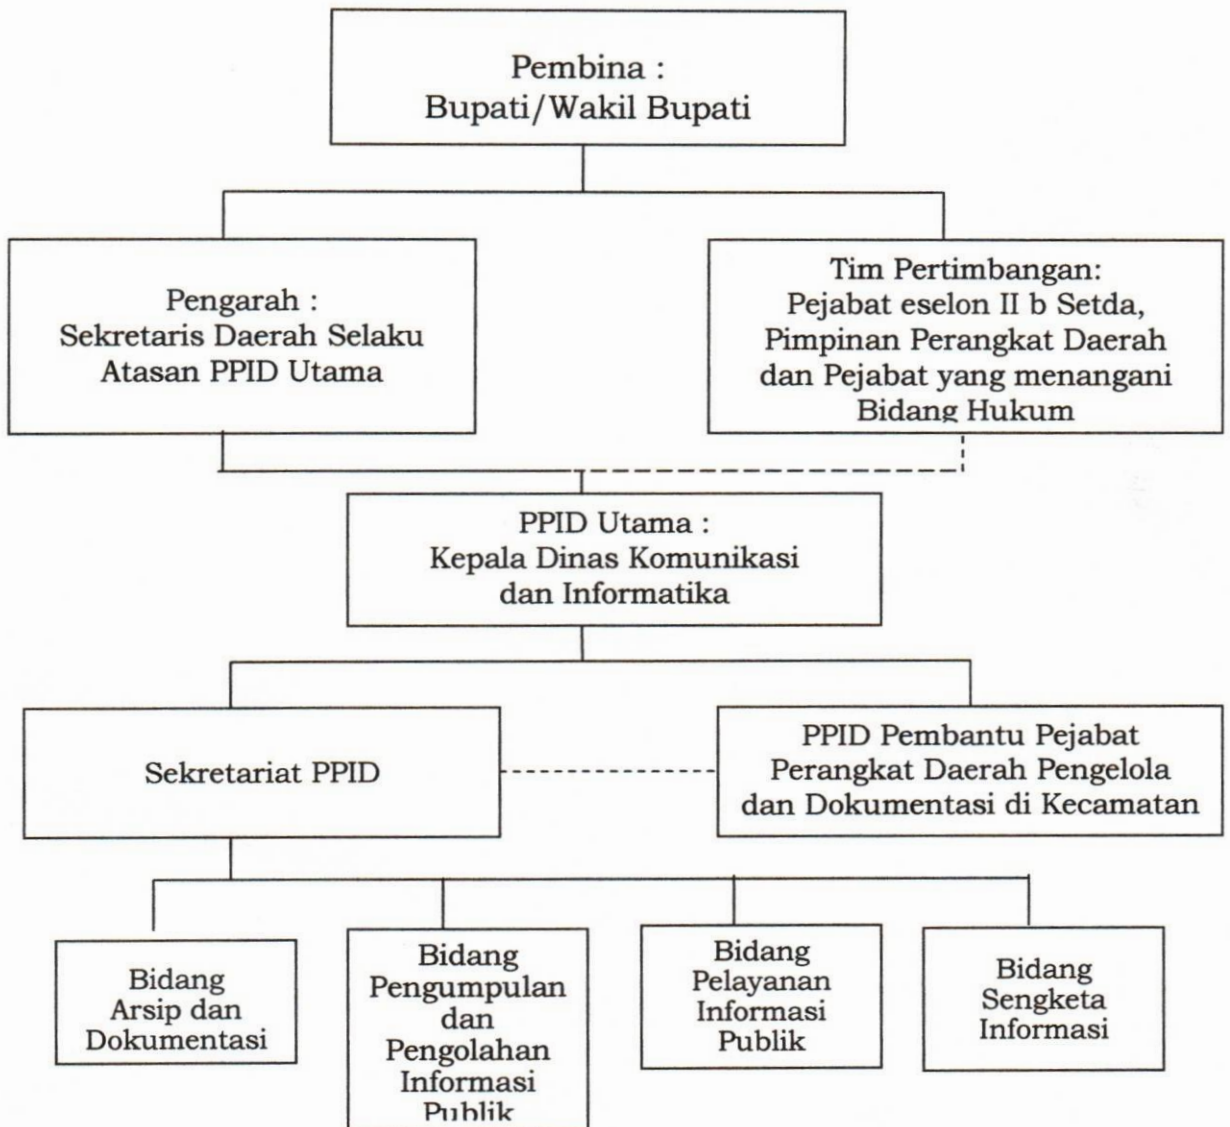 Pembina :
Bupati/Wakil Bupati
Pengarah :
Sekretaris Daerah Selaku
Atasan PPID Utama
Tim Pertimbangan:
Pejabat eselon II b Setda,
Pimpinan Perangkat Daerah
dan Pejabat yang menangani
Bidang Hukum
PPID Utama :
Kepala Dinas Komunikasi
dan Informatika
Sekretariat PPID
PPID Pembantu Pejabat
Perangkat Daerah Pengelola
dan Dokumentasi di Kecamatan
Bidang
Arsip dan
Dokumentasi
Bidang
Pengumpulan
dan
Pengolahan
Informasi
Publik
Bidang
Pelayanan
Informasi
Publik
Bidang
Sengketa
Informasi